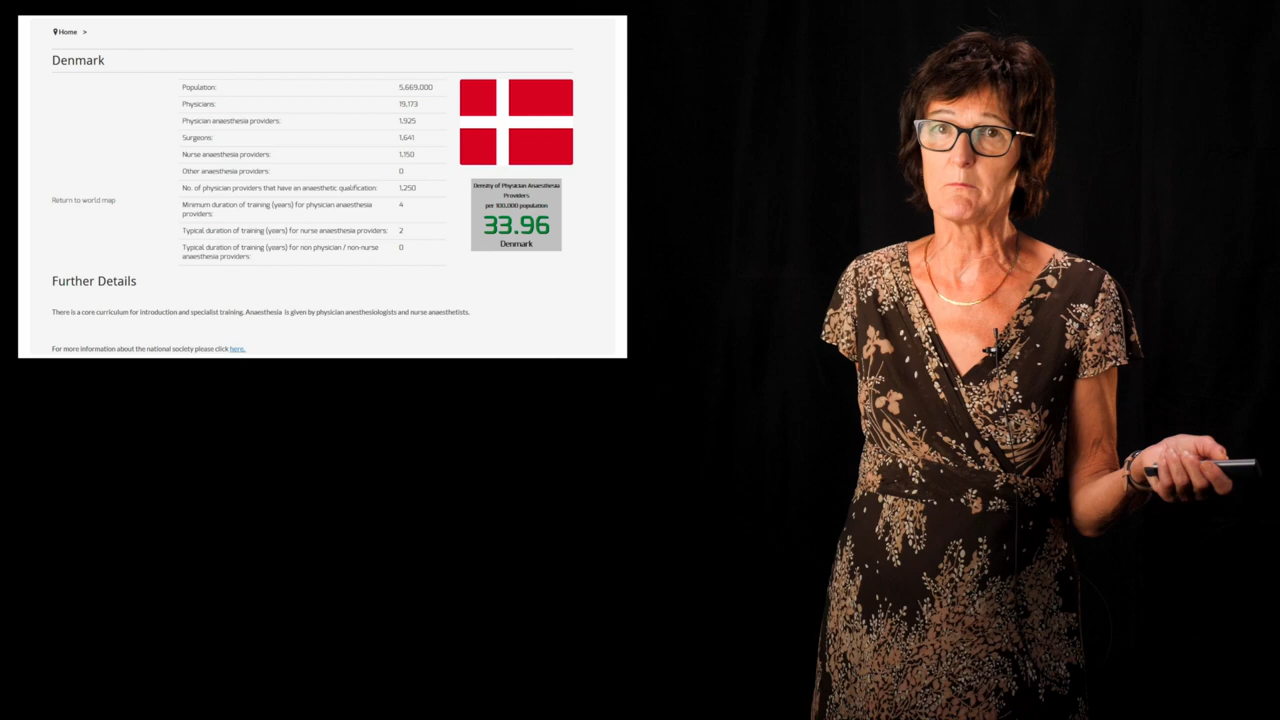 Home >
Denmark
Population: 5,669,000
Physicians: 19,173
Physician anaesthesia providers: 1,925
Surgeons: 1,641
Nurse anaesthesia providers: 1,150
Other anaesthesia providers: 0
No. of physician providers that have an anaesthetic qualification: 1,250
Minimum duration of training (years) for physician anaesthesia 4
providers:
Typical duration of training (years) for nurse anaesthesia providers: 2
Typical duration of training (years) for non physician / non-nurse 0
anaesthesia providers:
Return to world map
Density of Physician Anaesthesia
Providers
per 100,000 population
33.96
Denmark
Further Details
There is a core curriculum for introduction and specialist training. Anaesthesia is given by physician anesthesiologists and nurse anaesthetists.
For more information about the national society please click here.